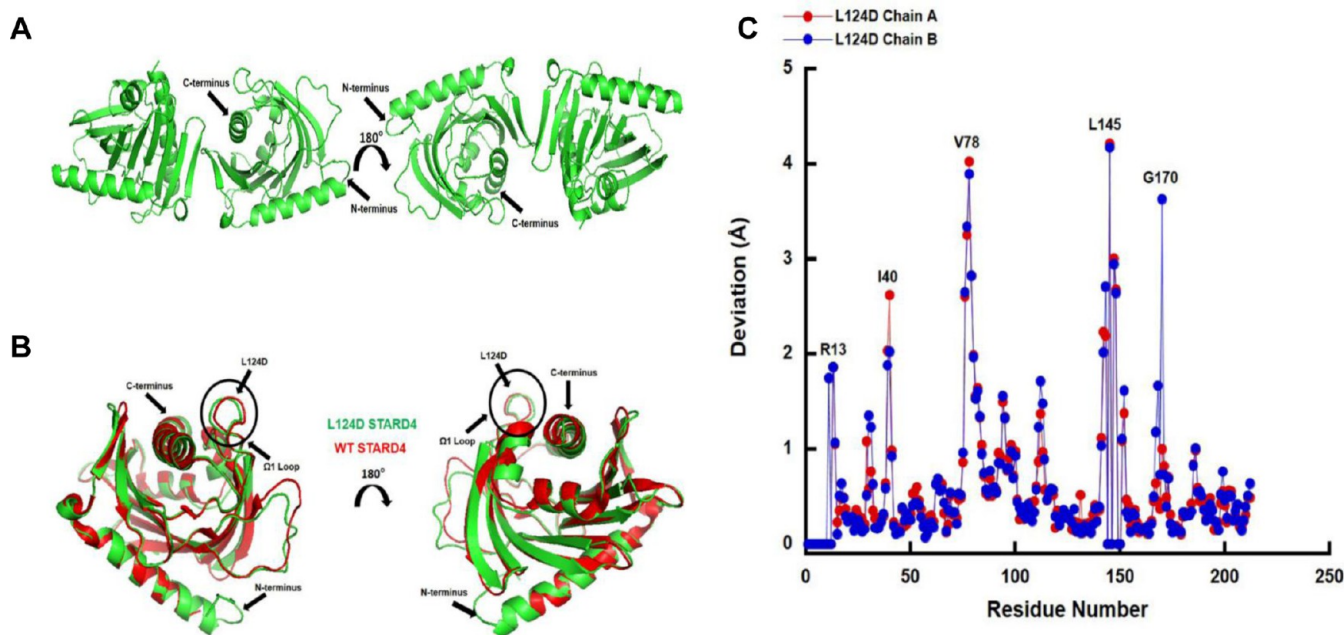 A
C-terminus
N-terminus
180°
N-terminus
C-terminus
B
L124D
C-terminus
Ω1 Loop
N-terminus
L124D STARD4
WT STARD4
180°
L124D
C-terminus
Ω1 Loop
N-terminus
C
L124D Chain A
L124D Chain B
5
4
3
2
1
0
Deviation (Å)
R13
I40
V78
L145
G170
0
50
100
150
200
250
Residue Number